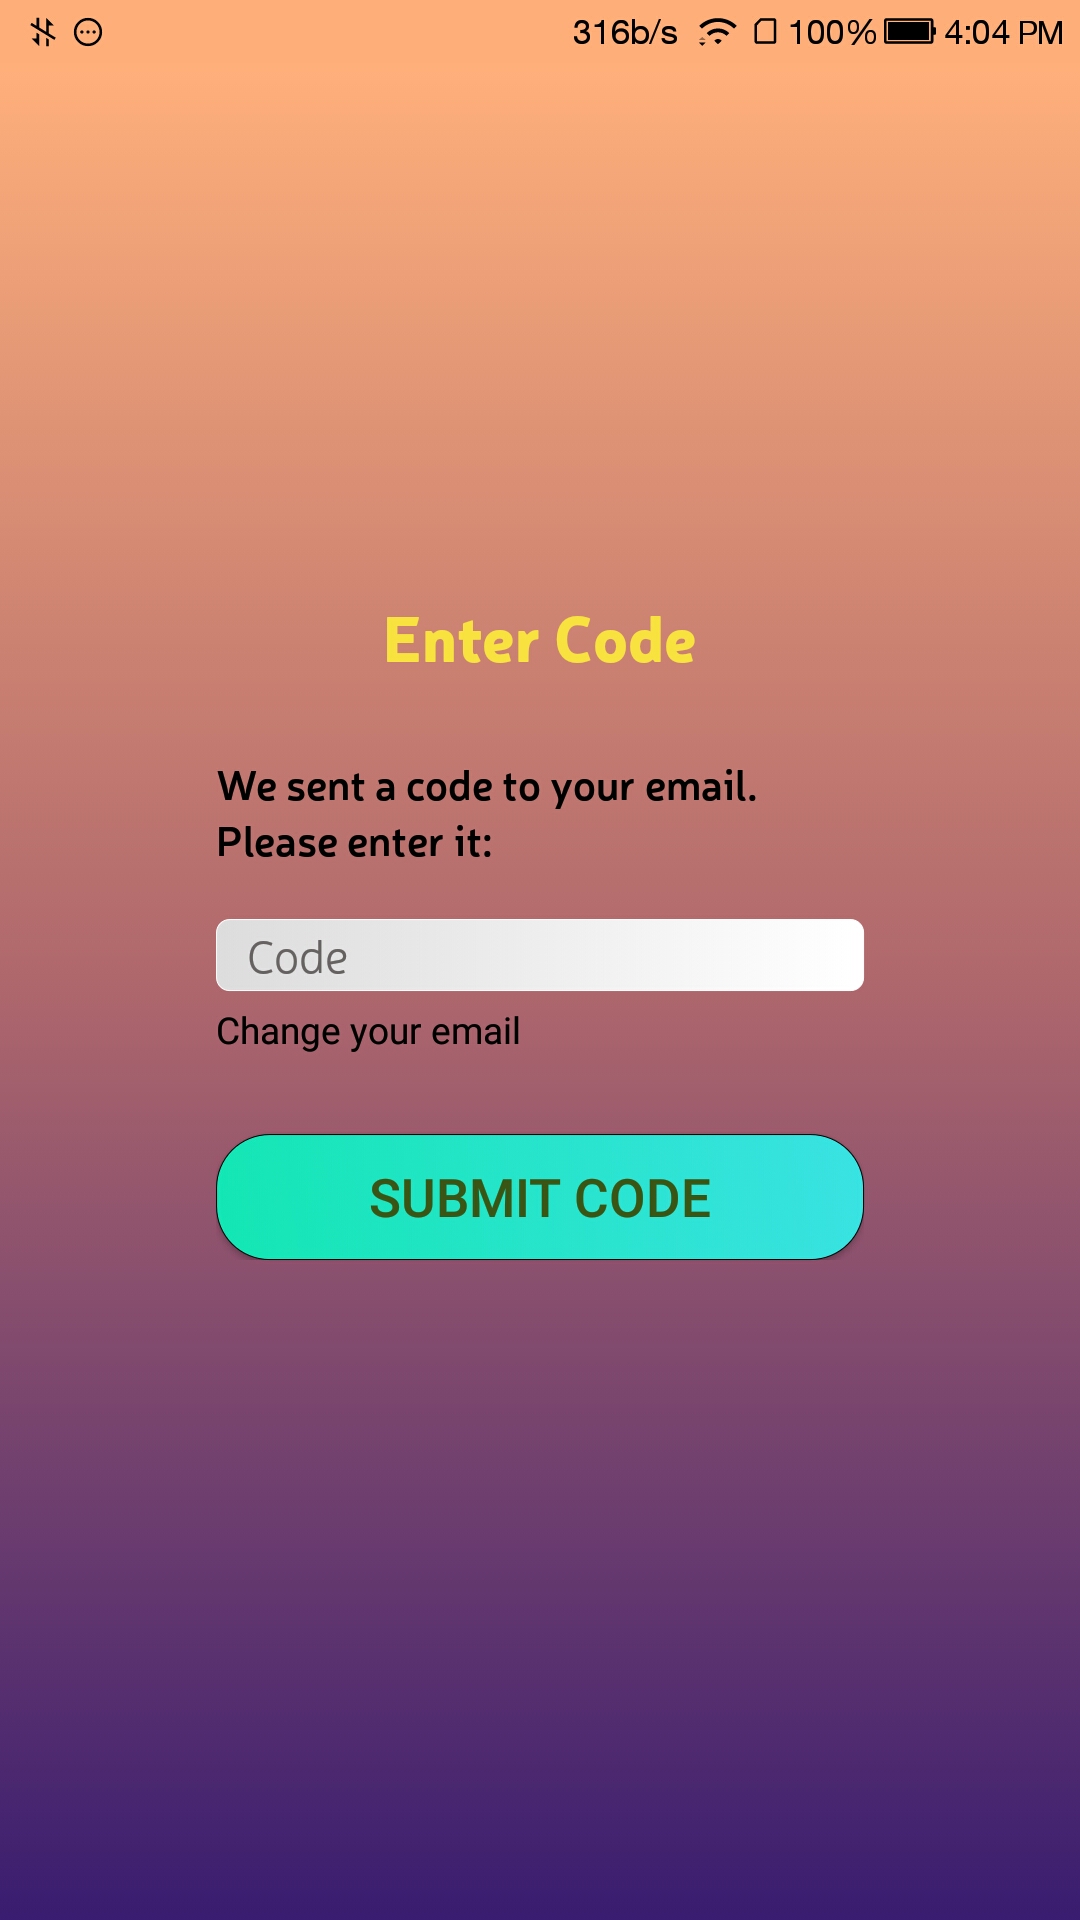 316b/s 100% 4:04 PM
Enter Code
We sent a code to your email.
Please enter it:
Code
Change your email
SUBMIT CODE